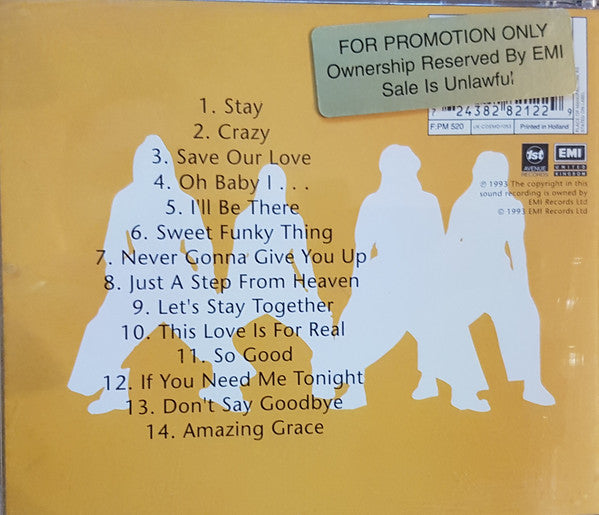 FOR PROMOTION ONLY
Ownership Reserved By EMI
Sale Is Unlawful
7 24382 82122 9
F:PM 520
UK-CDEMD-1053
Printed in Holland
1st
AVENUE
RECORDS
EMI
UNITED
KINGDOM
℗ 1993 The copyright in this
sound recording is owned by
EMI Records Ltd
© 1993 EMI Records Ltd
1. Stay
2. Crazy
3. Save Our Love
4. Oh Baby I . . .
5. I'll Be There
6. Sweet Funky Thing
7. Never Gonna Give You Up
8. Just A Step From Heaven
9. Let's Stay Together
10. This Love Is For Real
11. So Good
12. If You Need Me Tonight
13. Don't Say Goodbye
14. Amazing Grace